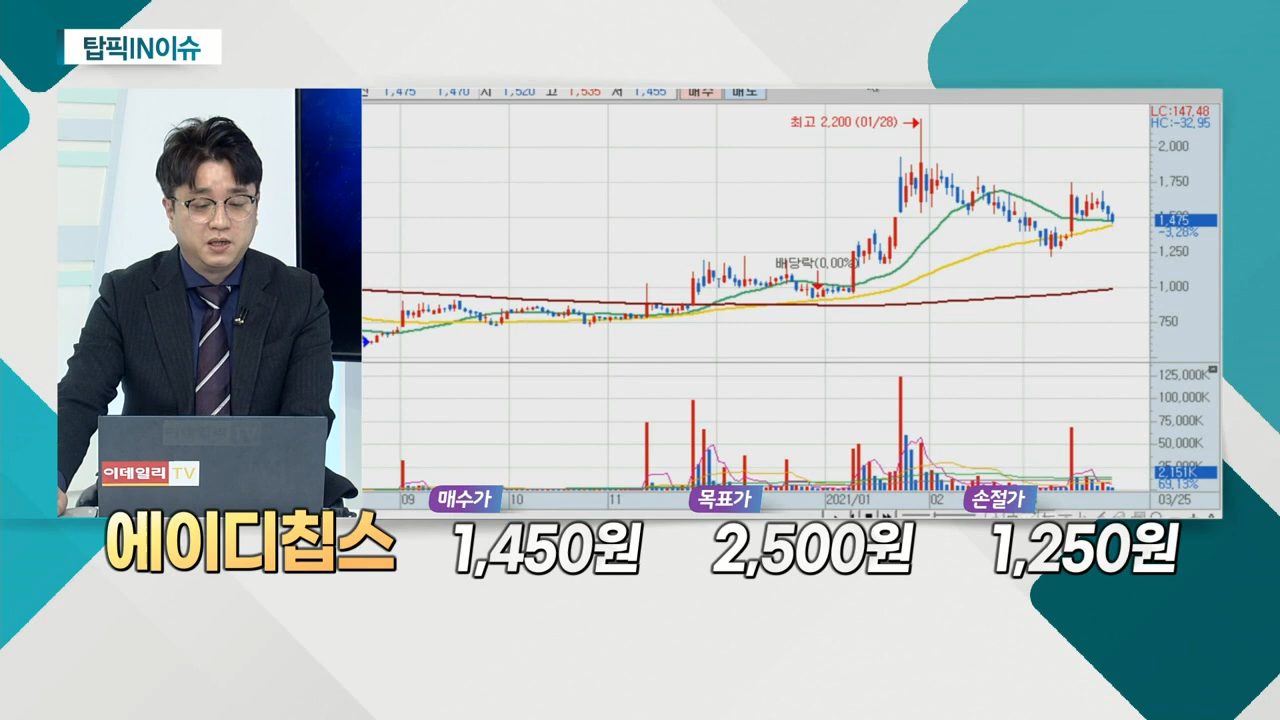 탑픽IN이슈
1,475 1,470 시 1,520 고 1,535 저 1,455 매수 매도
LC:147.48
HC:-32.95
최고 2,200 (01/28)
2,000
1,750
1,475
-3.28%
1,250
배당락(0.00%)
1,000
750
125,000K
100,000K
75,000K
50,000K
2,151K
69.13%
09 10 11 2021/01 02 03/25
이데일리 TV
매수가 목표가 손절가
에이디칩스 1,450원 2,500원 1,250원